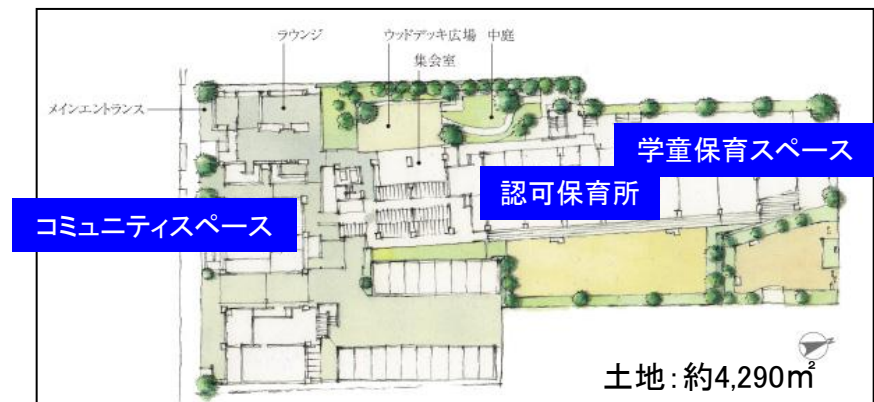 ラウンジ
ウッドデッキ広場
中庭
集会室
メインエントランス
学童保育スペース
認可保育所
コミュニティスペース
土地:約4,290㎡